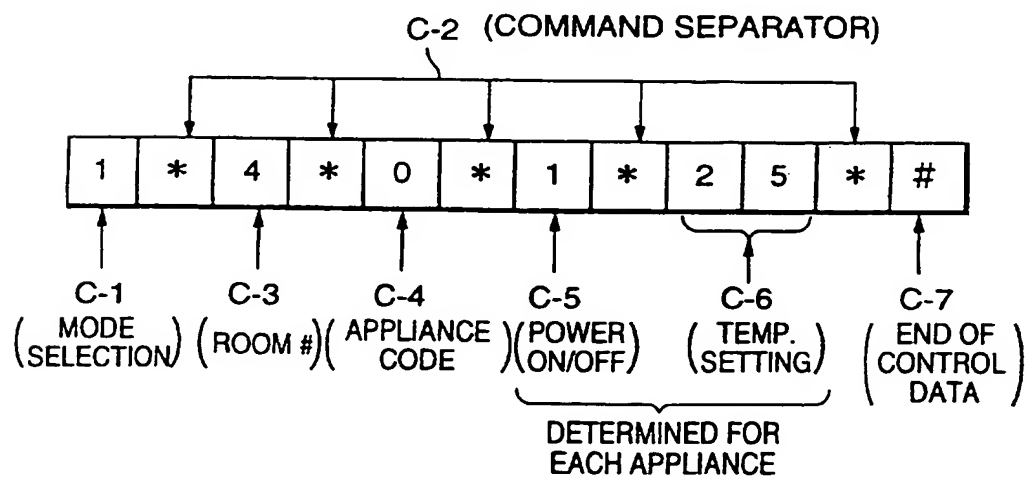 C-2 (COMMAND SEPARATOR)
1 * 4 * 0 * 1 * 2 5 * #
C-1 C-3 C-4 C-5 C-6 C-7
(MODE SELECTION) (ROOM #) (APPLIANCE CODE) (POWER ON/OFF) (TEMP. SETTING) (END OF CONTROL DATA)
DETERMINED FOR
EACH APPLIANCE